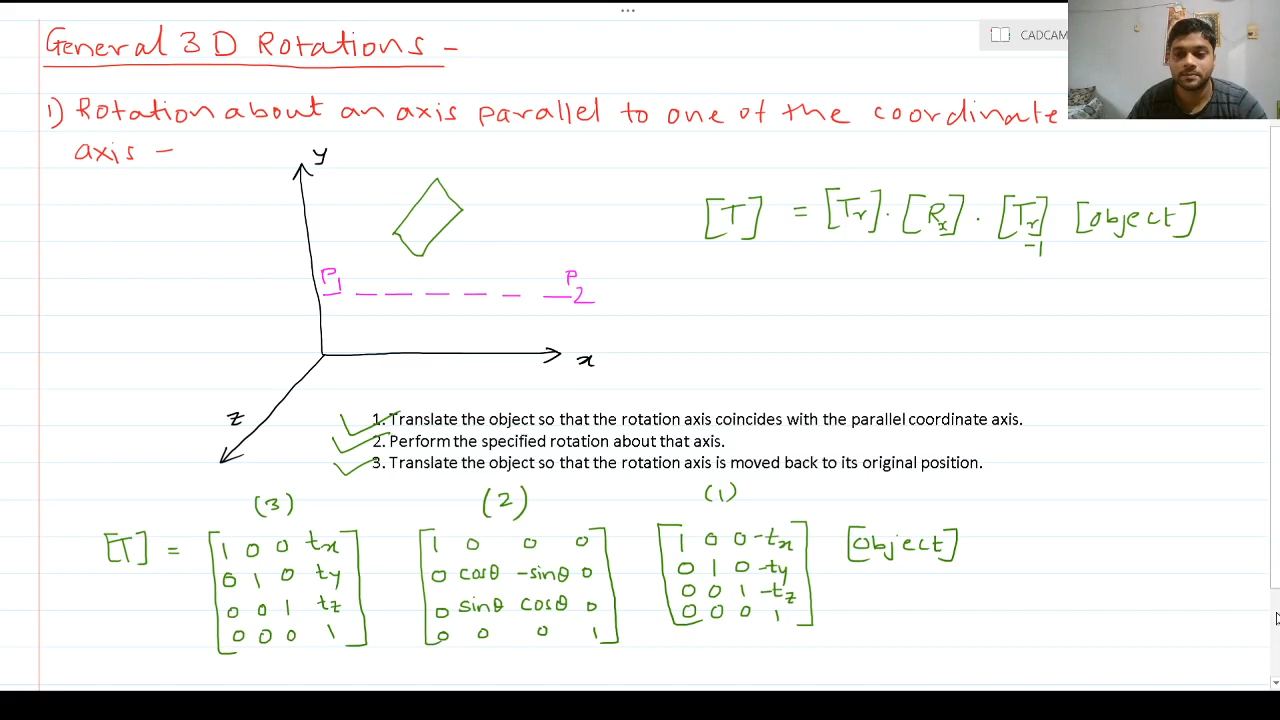 General 3D Rotations -
CADCAM
1) Rotation about an axis parallel to one of the coordinate
axis -
y
[T] = [Tr] . [Rx] . [Tr]-1 [object]
P1 P2
x
z
1. Translate the object so that the rotation axis coincides with the parallel coordinate axis.
2. Perform the specified rotation about that axis.
3. Translate the object so that the rotation axis is moved back to its original position.
(3) (2) (1)
[T] = [1 0 0 tx] [1 0 0 0] [1 0 0 -tx] [object]
0 1 0 ty 0 cosθ -sinθ 0 0 1 0 -ty
0 0 1 tz 0 sinθ cosθ 0 0 0 1 -tz
0 0 0 1 0 0 0 1 0 0 0 1